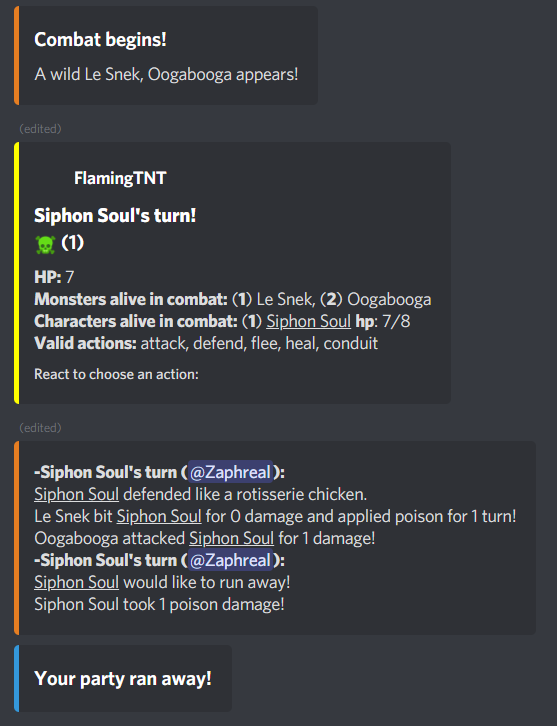 Combat begins!
A wild Le Snek, Oogabooga appears!
(edited)
FlamingTNT
Siphon Soul's turn!
(1)
HP: 7
Monsters alive in combat: (1) Le Snek, (2) Oogabooga
Characters alive in combat: (1) Siphon Soul hp: 7/8
Valid actions: attack, defend, flee, heal, conduit
React to choose an action:
(edited)
-Siphon Soul's turn (@Zaphreal):
Siphon Soul defended like a rotisserie chicken.
Le Snek bit Siphon Soul for 0 damage and applied poison for 1 turn!
Oogabooga attacked Siphon Soul for 1 damage!
-Siphon Soul's turn (@Zaphreal):
Siphon Soul would like to run away!
Siphon Soul took 1 poison damage!
Your party ran away!